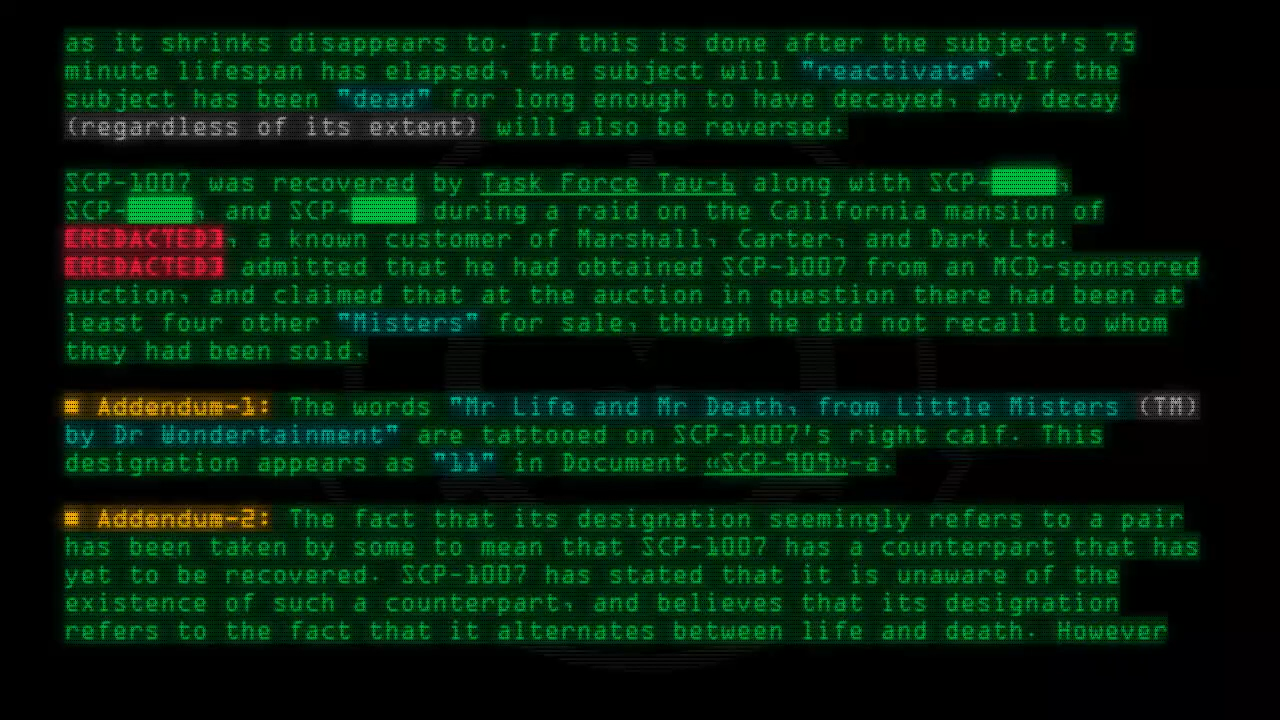 as it shrinks disappears to. If this is done after the subject's 75
minute lifespan has elapsed, the subject will "reactivate". If the
subject has been "dead" for long enough to have decayed, any decay
(regardless of its extent) will also be reversed.
SCP-1007 was recovered by Task Force Tau-6 along with SCP-████,
SCP-████, and SCP-████ during a raid on the California mansion of
[REDACTED], a known customer of Marshall, Carter, and Dark Ltd.
[REDACTED] admitted that he had obtained SCP-1007 from an MCD-sponsored
auction, and claimed that at the auction in question there had been at
least four other "Misters" for sale, though he did not recall to whom
they had been sold.
■ Addendum-1: The words "Mr Life and Mr Death, from Little Misters (TM)
by Dr Wondertainment" are tattooed on SCP-1007's right calf. This
designation appears as "11" in Document «SCP-909»-a.
■ Addendum-2: The fact that its designation seemingly refers to a pair
has been taken by some to mean that SCP-1007 has a counterpart that has
yet to be recovered. SCP-1007 has stated that it is unaware of the
existence of such a counterpart, and believes that its designation
refers to the fact that it alternates between life and death. However